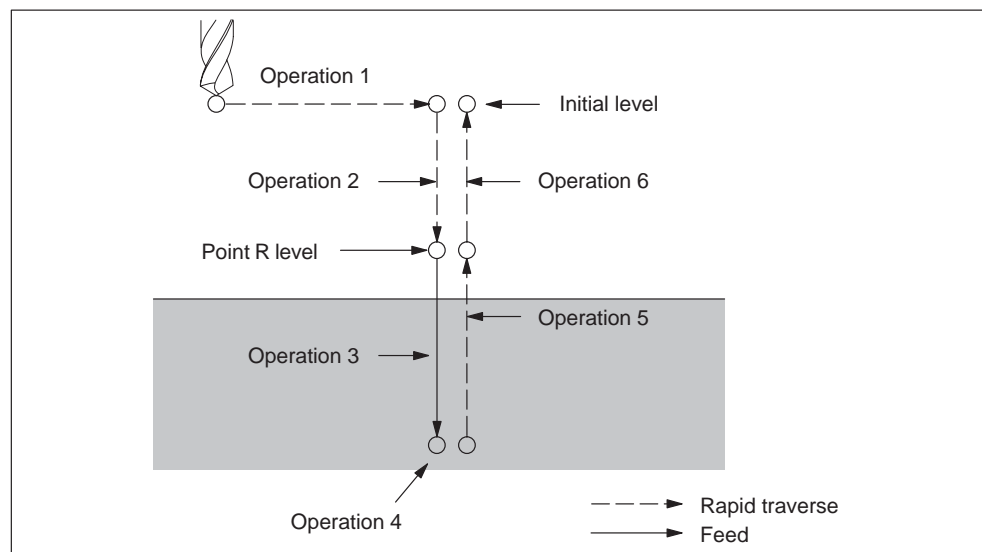 Operation 1
Initial level
Operation 2
Operation 6
Point R level
Operation 5
Operation 3
Operation 4
Rapid traverse
Feed